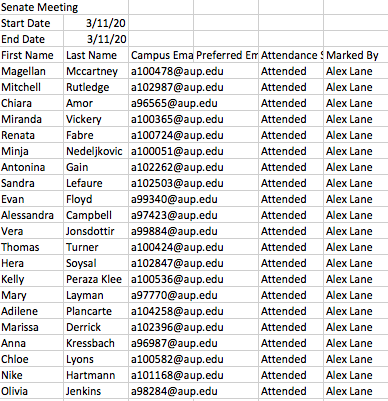 Senate Meeting
Start Date 3/11/20
End Date 3/11/20
First Name Last Name Campus Ema Preferred Em Attendance S Marked By
Magellan Mccartney a100478@aup.edu Attended Alex Lane
Mitchell Rutledge a102987@aup.edu Attended Alex Lane
Chiara Amor a96565@aup.edu Attended Alex Lane
Miranda Vickery a100365@aup.edu Attended Alex Lane
Renata Fabre a100724@aup.edu Attended Alex Lane
Minja Nedeljkovic a100051@aup.edu Attended Alex Lane
Antonina Gain a102262@aup.edu Attended Alex Lane
Sandra Lefaure a102503@aup.edu Attended Alex Lane
Evan Floyd a99340@aup.edu Attended Alex Lane
Alessandra Campbell a97423@aup.edu Attended Alex Lane
Vera Jonsdottir a99884@aup.edu Attended Alex Lane
Thomas Turner a100424@aup.edu Attended Alex Lane
Hera Soysal a102847@aup.edu Attended Alex Lane
Kelly Peraza Klee a100536@aup.edu Attended Alex Lane
Mary Layman a97770@aup.edu Attended Alex Lane
Adilene Plancarte a104258@aup.edu Attended Alex Lane
Marissa Derrick a102396@aup.edu Attended Alex Lane
Anna Kressbach a96987@aup.edu Attended Alex Lane
Chloe Lyons a100582@aup.edu Attended Alex Lane
Nike Hartmann a101168@aup.edu Attended Alex Lane
Olivia Jenkins a98284@aup.edu Attended Alex Lane